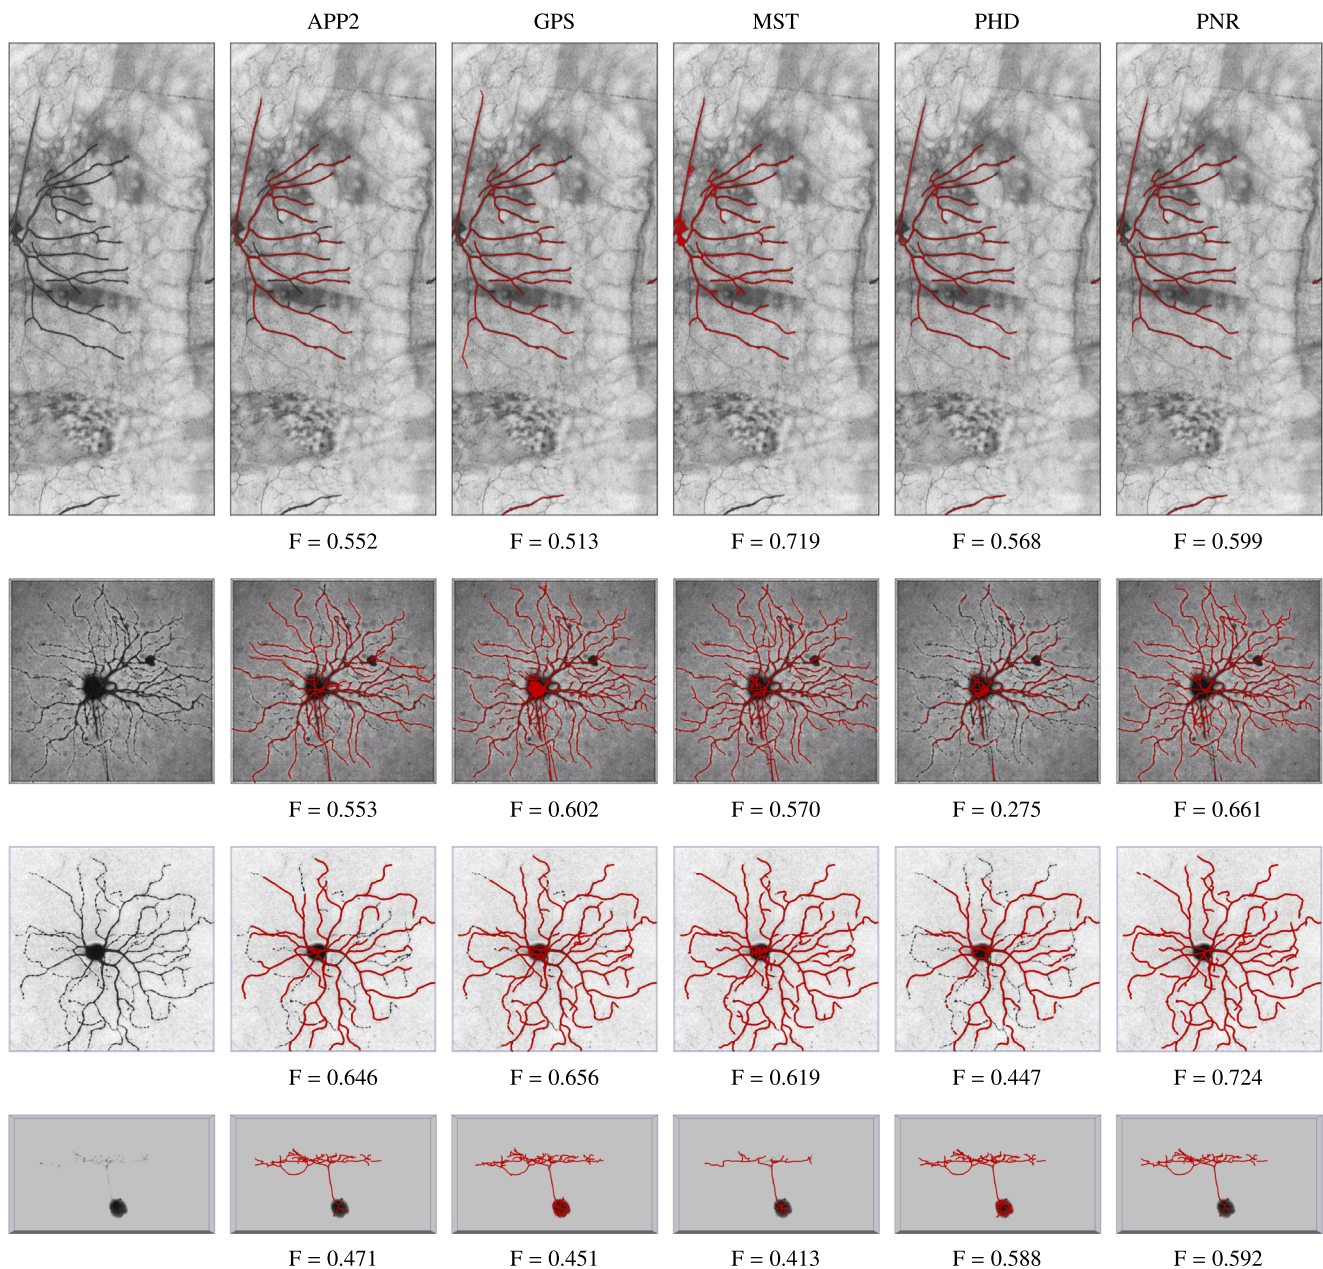 APP2 GPS MST PHD PNR
F = 0.552 F = 0.513 F = 0.719 F = 0.568 F = 0.599
F = 0.553 F = 0.602 F = 0.570 F = 0.275 F = 0.661
F = 0.646 F = 0.656 F = 0.619 F = 0.447 F = 0.724
F = 0.471 F = 0.451 F = 0.413 F = 0.588 F = 0.592